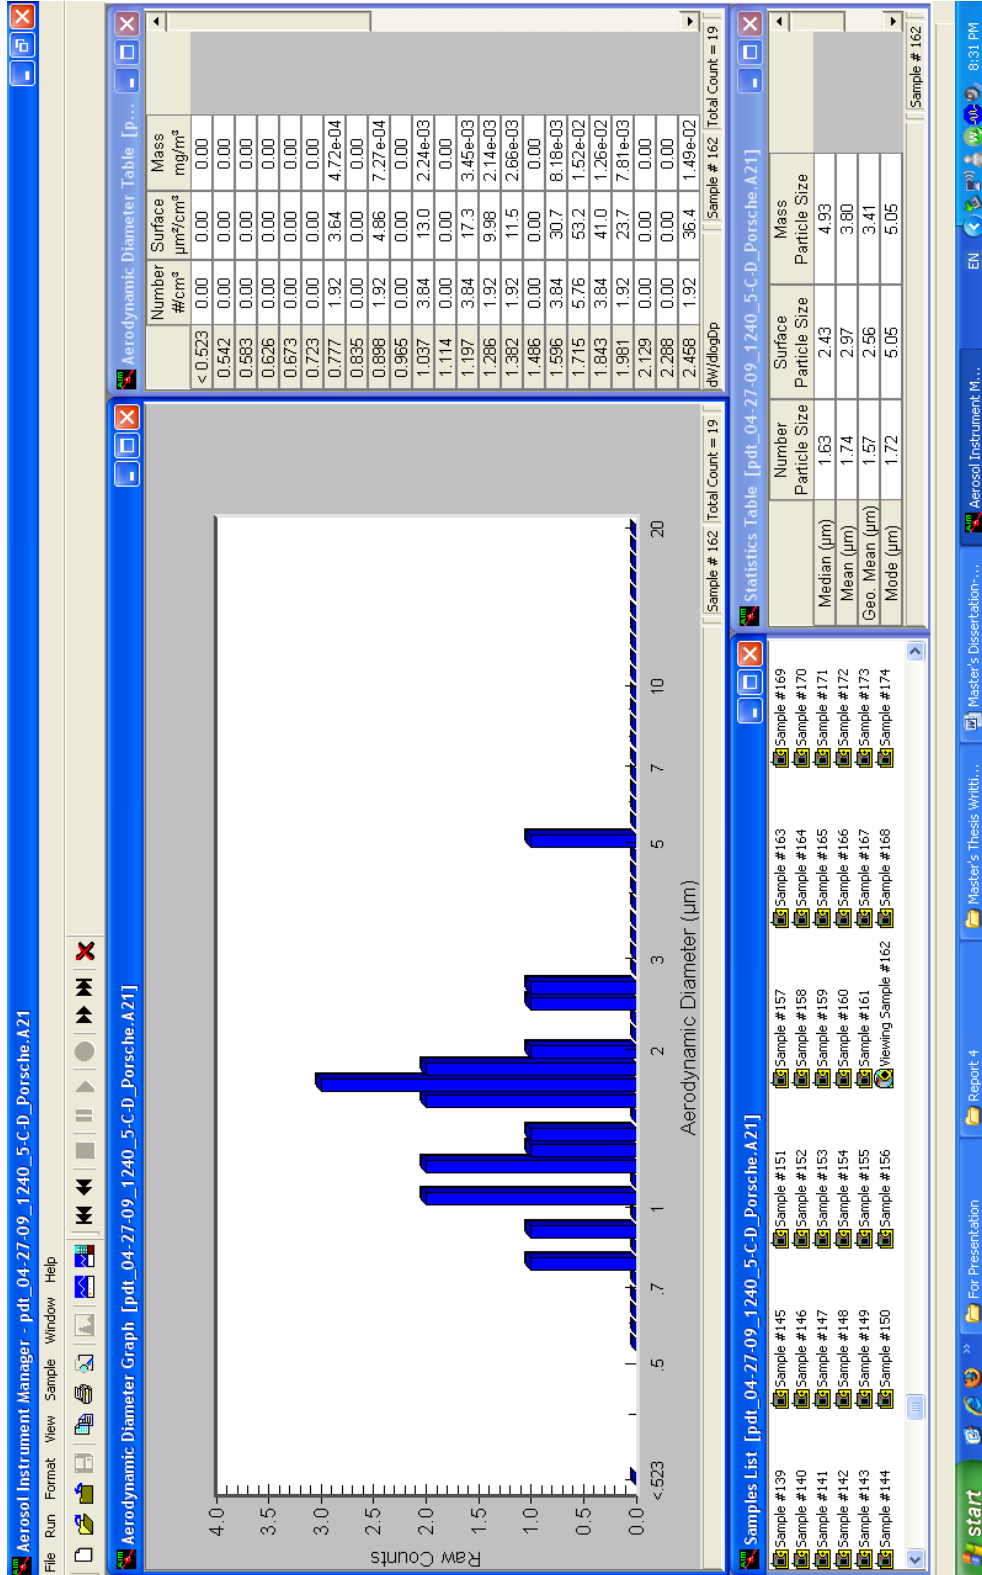 Aerosol Instrument Manager - pdt_04-27-09_1240_5-C-D_Porsche.A21
File Run Format View Sample Window Help
Aerodynamic Diameter Graph [pdt_04-27-09_1240_5-C-D_Porsche.A21]
Raw Counts
4.0
3.5
3.0
2.5
2.0
1.5
1.0
0.5
0.0
<.523 .5 .7 1 2 3 5 7 10 20
Aerodynamic Diameter (µm)
Sample # 162 Total Count = 19
Aerodynamic Diameter Table [p...
Number Surface Mass
#/cm³ µm²/cm³ mg/m³
< 0.523 0.00 0.00 0.00
0.542 0.00 0.00 0.00
0.583 0.00 0.00 0.00
0.626 0.00 0.00 0.00
0.673 0.00 0.00 0.00
0.723 0.00 0.00 0.00
0.777 1.92 3.64 4.72e-04
0.835 0.00 0.00 0.00
0.898 1.92 4.86 7.27e-04
0.965 0.00 0.00 0.00
1.037 3.84 13.0 2.24e-03
1.114 0.00 0.00 0.00
1.197 3.84 17.3 3.45e-03
1.286 1.92 9.98 2.14e-03
1.382 1.92 11.5 2.66e-03
1.486 0.00 0.00 0.00
1.596 3.84 30.7 8.18e-03
1.715 5.76 53.2 1.52e-02
1.843 3.84 41.0 1.26e-02
1.981 1.92 23.7 7.81e-03
2.129 0.00 0.00 0.00
2.288 0.00 0.00 0.00
2.458 1.92 36.4 1.49e-02
dW/dlogDp Sample # 162 Total Count = 19
Samples List [pdt_04-27-09_1240_5-C-D_Porsche.A21]
Sample #139 Sample #145 Sample #151 Sample #157 Sample #163 Sample #169
Sample #140 Sample #146 Sample #152 Sample #158 Sample #164 Sample #170
Sample #141 Sample #147 Sample #153 Sample #159 Sample #165 Sample #171
Sample #142 Sample #148 Sample #154 Sample #160 Sample #166 Sample #172
Sample #143 Sample #149 Sample #155 Sample #161 Sample #167 Sample #173
Sample #144 Sample #150 Sample #156 Viewing Sample #162 Sample #168 Sample #174
Statistics Table [pdt_04-27-09_1240_5-C-D_Porsche.A21]
Number Surface Mass
Particle Size Particle Size Particle Size
Median (µm) 1.63 2.43 4.93
Mean (µm) 1.74 2.97 3.80
Geo. Mean (µm) 1.57 2.56 3.41
Mode (µm) 1.72 5.05 5.05
Sample # 162
start For Presentation Report 4 Master's Thesis Writti... Master's Dissertation-... Aerosol Instrument M... EN 8:31 PM